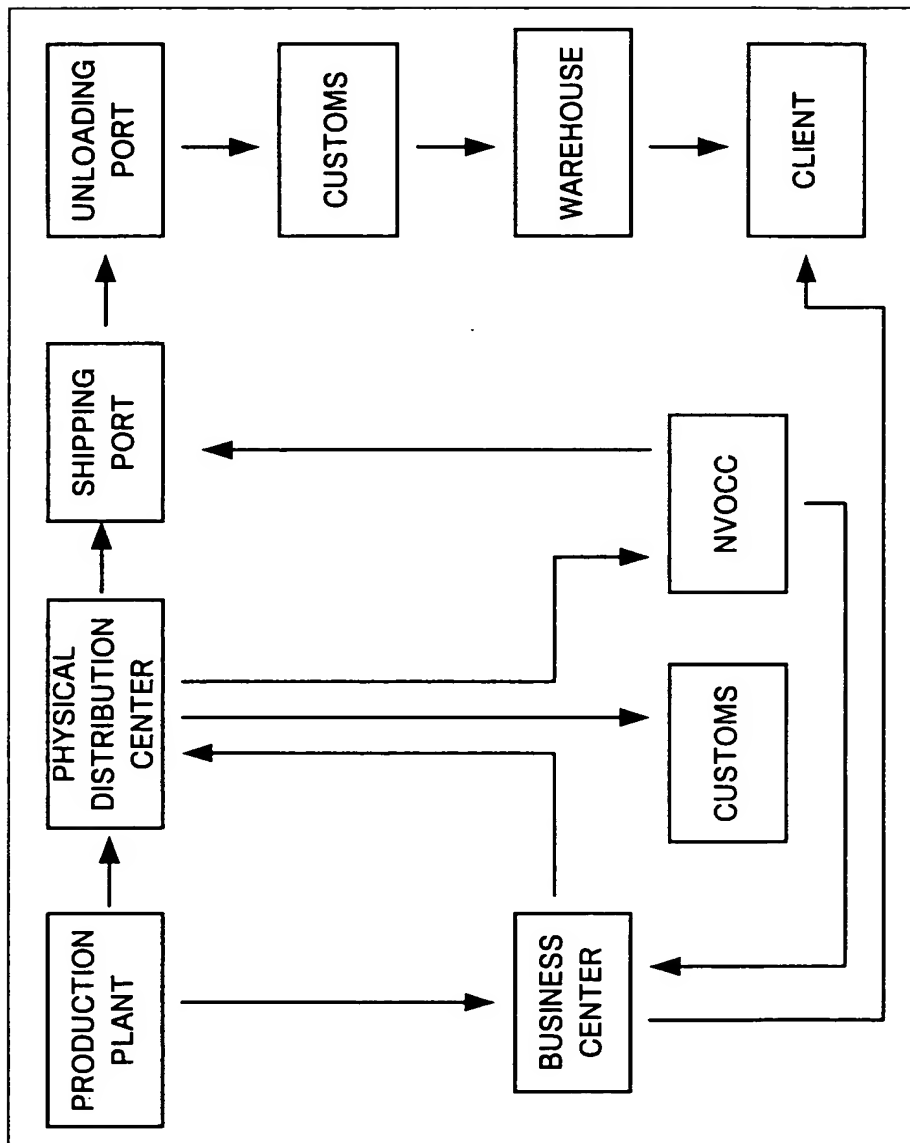 PRODUCTION
PLANT
PHYSICAL
DISTRIBUTION
CENTER
SHIPPING
PORT
UNLOADING
PORT
CUSTOMS
WAREHOUSE
CLIENT
BUSINESS
CENTER
CUSTOMS
NVOCC